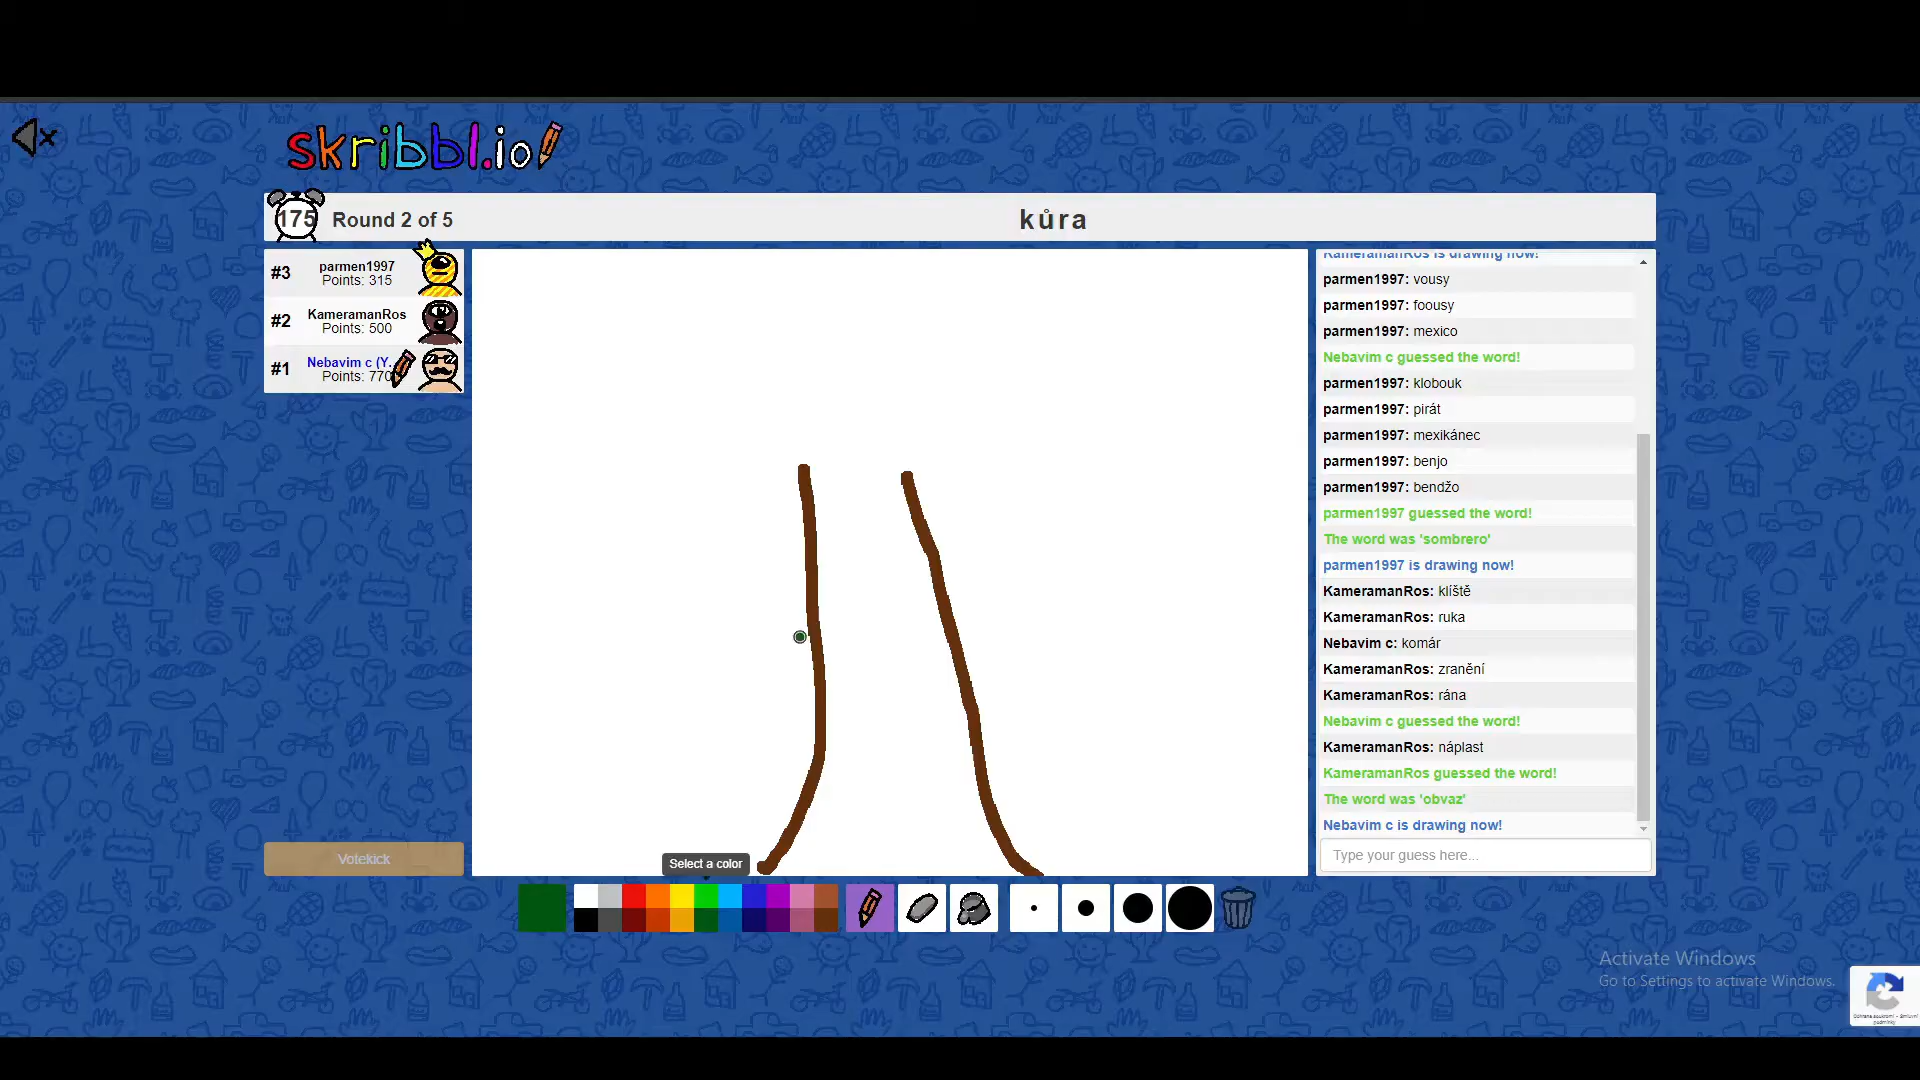 skribbl.io
175 Round 2 of 5
kůra
#3 parmen1997
Points: 315
#2 KameramanRos
Points: 500
#1 Nebavim c (Y...
Points: 770
Votekick
KameramanRos is drawing now!
parmen1997: vousy
parmen1997: foousy
parmen1997: mexico
Nebavim c guessed the word!
parmen1997: klobouk
parmen1997: pirát
parmen1997: mexikánec
parmen1997: benjo
parmen1997: bendžo
parmen1997 guessed the word!
The word was 'sombrero'
parmen1997 is drawing now!
KameramanRos: klíště
KameramanRos: ruka
Nebavim c: komár
KameramanRos: zranění
KameramanRos: rána
Nebavim c guessed the word!
KameramanRos: náplast
KameramanRos guessed the word!
The word was 'obvaz'
Nebavim c is drawing now!
Type your guess here...
Select a color
Activate Windows
Go to Settings to activate Windows.